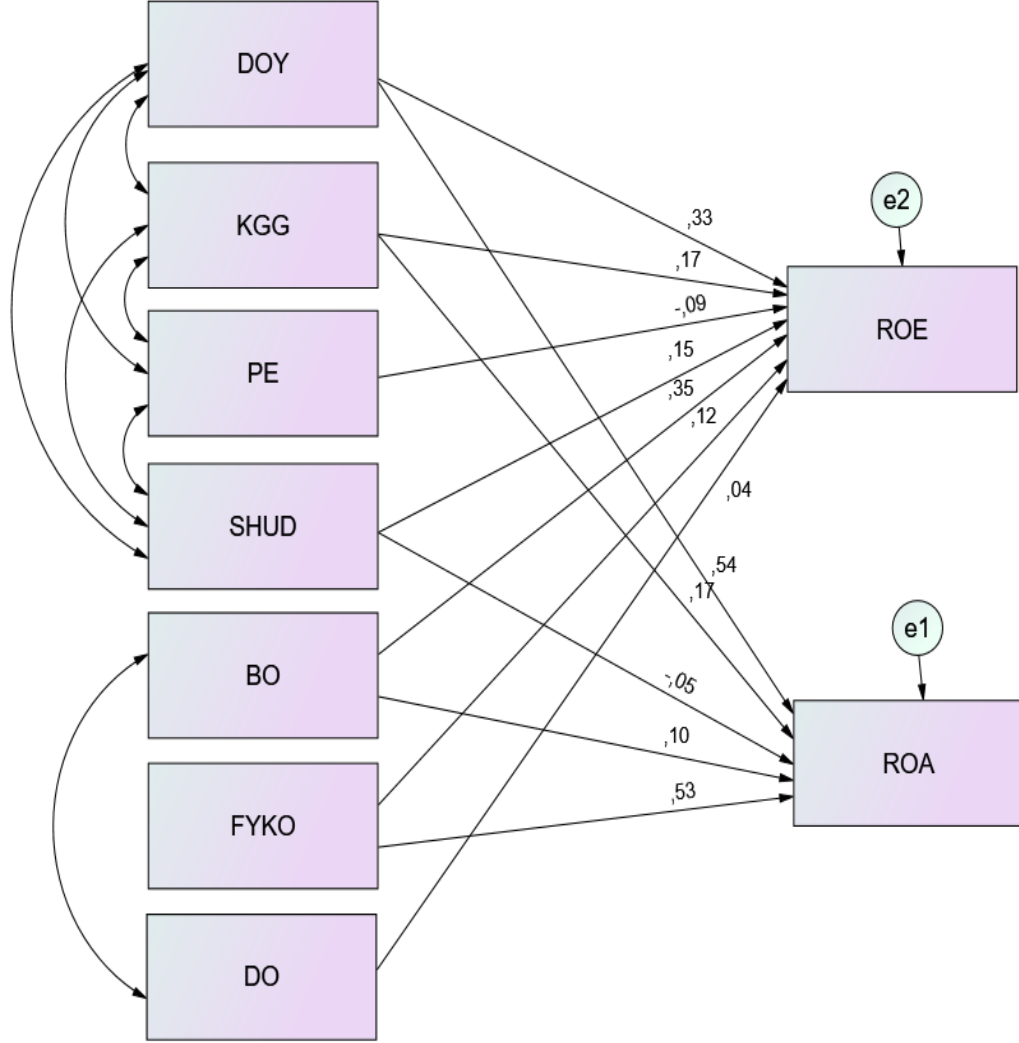 DOY
KGG
PE
SHUD
BO
FYKO
DO
,33
,17
-,09
,15
,35
,12
,04
,54
,17
-,05
,10
,53
e2
ROE
e1
ROA